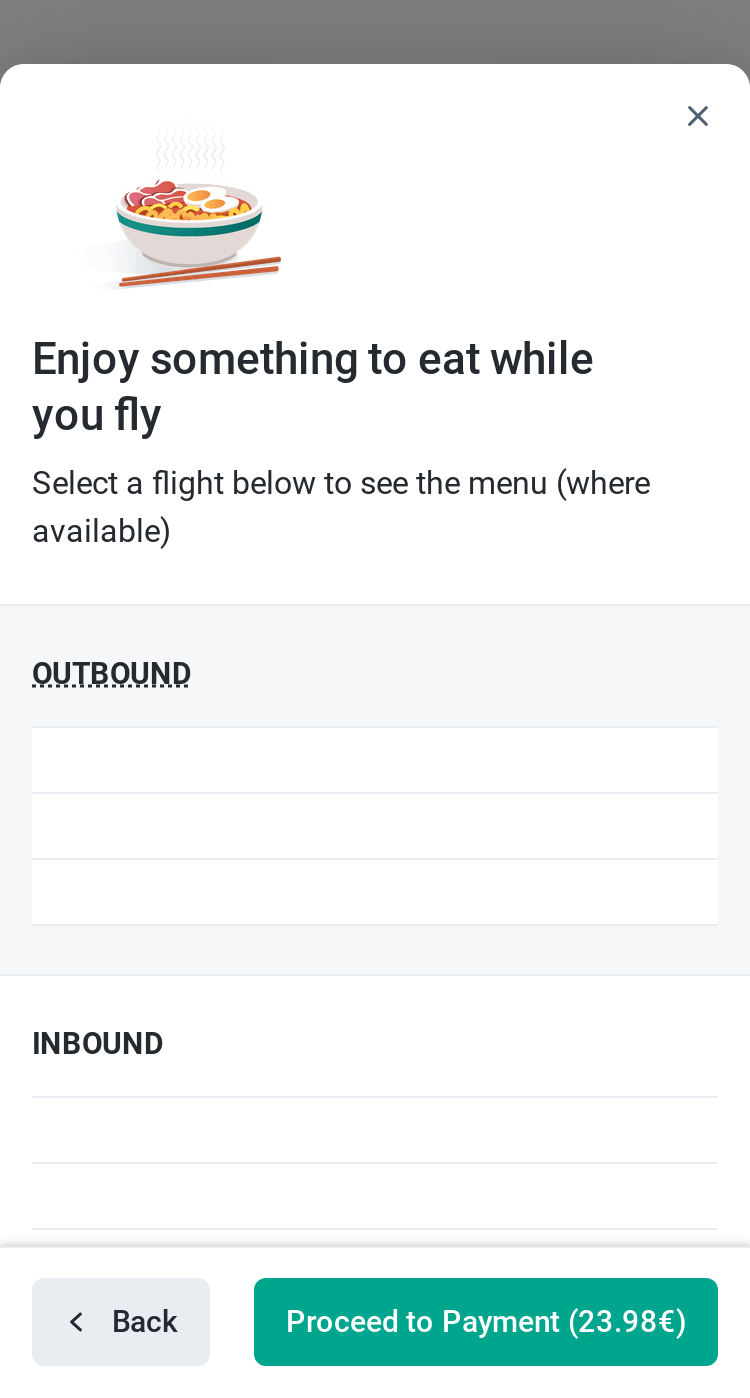 Enjoy something to eat while
you fly
Select a flight below to see the menu (where
available)
OUTBOUND
INBOUND
Back
Proceed to Payment (23.98€)